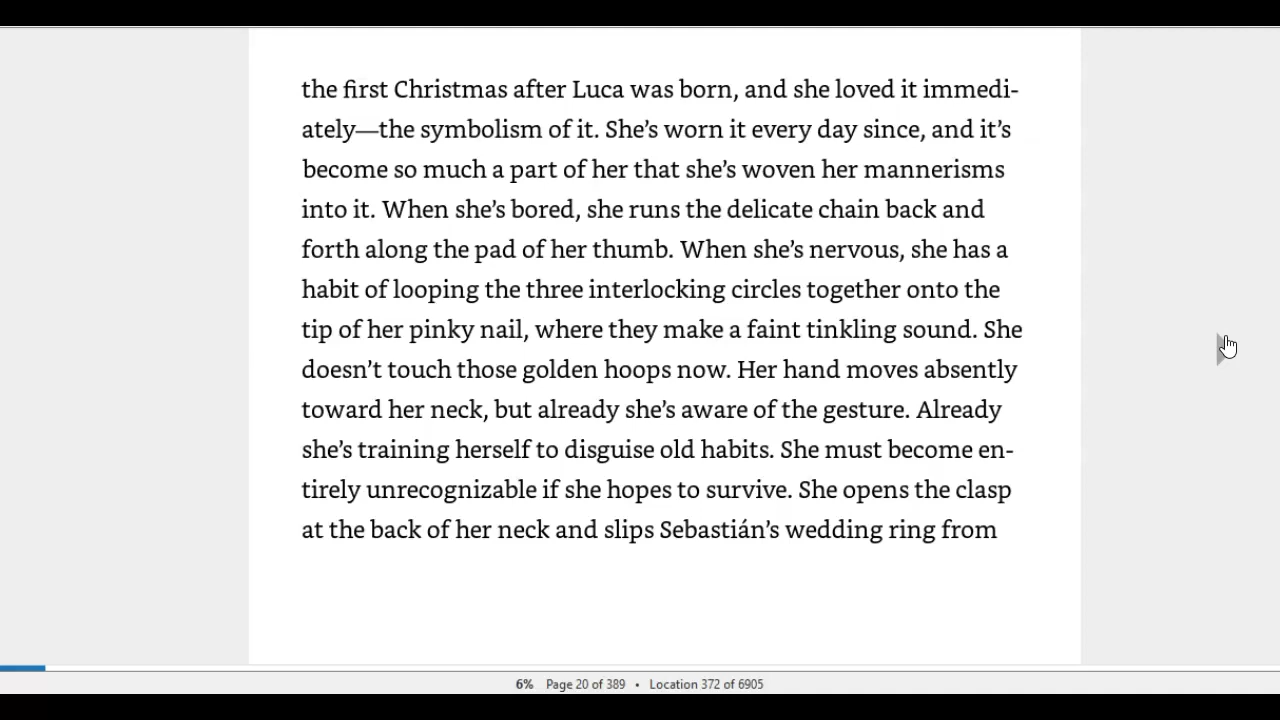 the first Christmas after Luca was born, and she loved it immedi-
ately—the symbolism of it. She’s worn it every day since, and it’s
become so much a part of her that she’s woven her mannerisms
into it. When she’s bored, she runs the delicate chain back and
forth along the pad of her thumb. When she’s nervous, she has a
habit of looping the three interlocking circles together onto the
tip of her pinky nail, where they make a faint tinkling sound. She
doesn’t touch those golden hoops now. Her hand moves absently
toward her neck, but already she’s aware of the gesture. Already
she’s training herself to disguise old habits. She must become en-
tirely unrecognizable if she hopes to survive. She opens the clasp
at the back of her neck and slips Sebastián’s wedding ring from
6% Page 20 of 389 • Location 372 of 6905